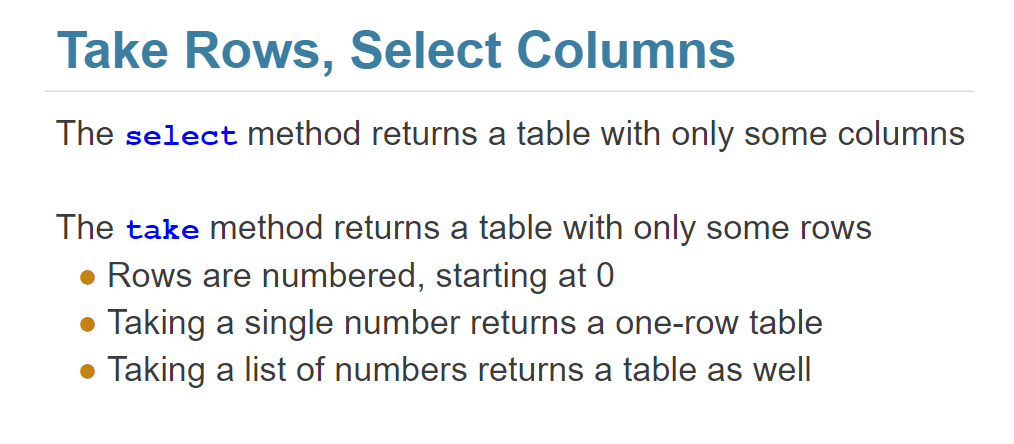 Take Rows, Select Columns
The select method returns a table with only some columns
The take method returns a table with only some rows
● Rows are numbered, starting at 0
● Taking a single number returns a one-row table
● Taking a list of numbers returns a table as well